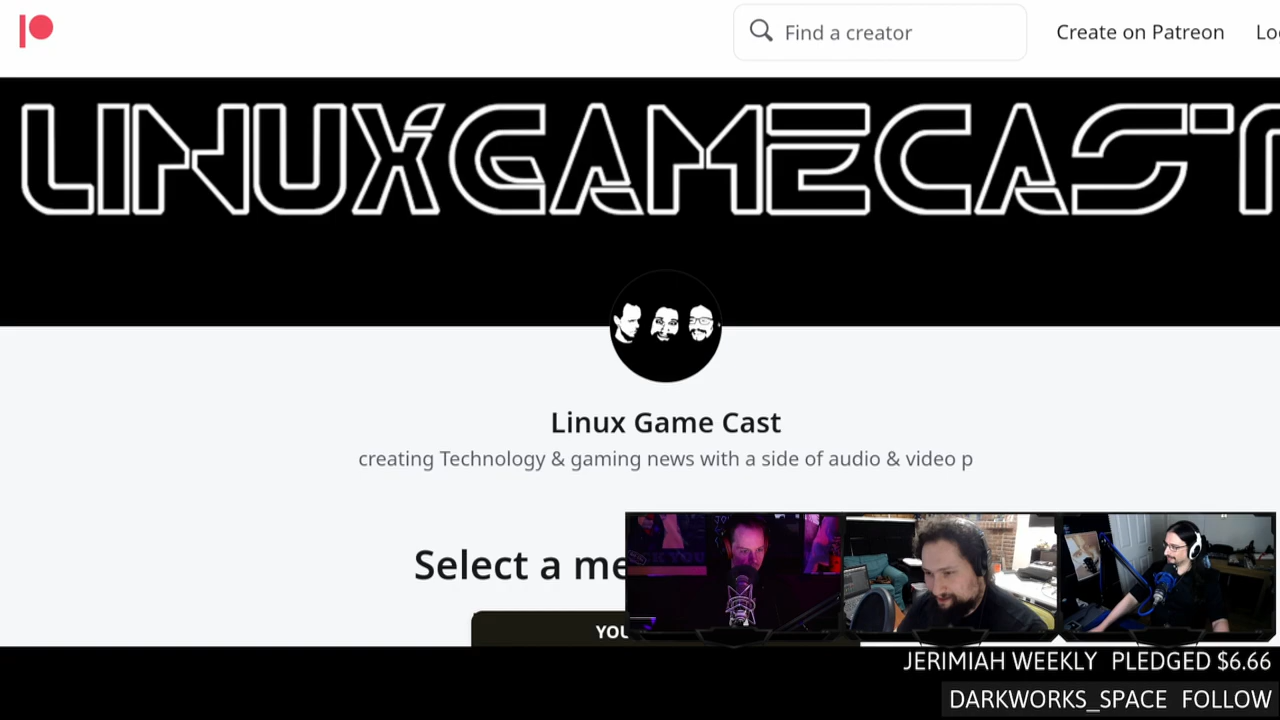 Find a creator
Create on Patreon
LINUXGAMECAST
Linux Game Cast
creating Technology & gaming news with a side of audio & video p
Select a me
YOU
JERIMIAH WEEKLY PLEDGED $6.66
DARKWORKS_SPACE FOLLOW